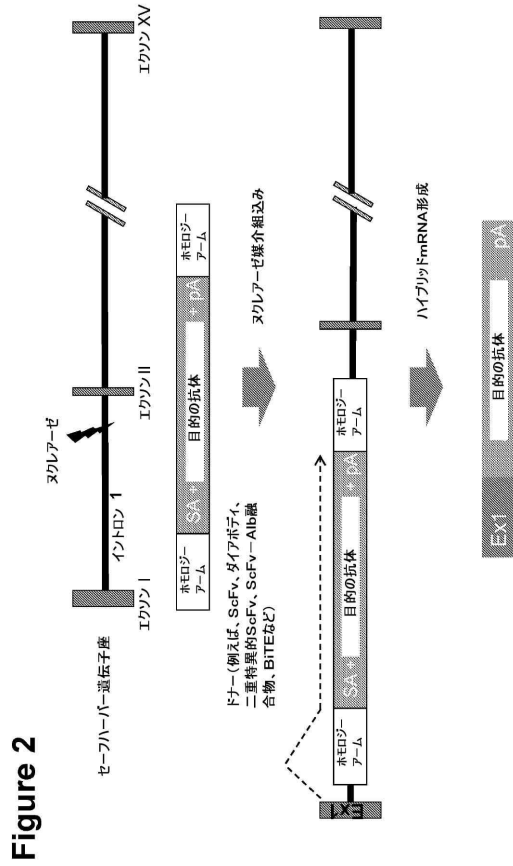 Figure 2
セーフハーバー遺伝子座
ヌクレアーゼ
イントロン 1
エクソン I
エクソン II
エクソン XV
ドナー(例えば、ScFv、ダイアボディ、
二重特異的ScFv、ScFv-Alb融
合物、BiTEなど)
ホモロジー
アーム
SA +
目的の抗体
+ pA
ホモロジー
アーム
ヌクレアーゼ媒介組込み
Ex1
ホモロジー
アーム
SA +
目的の抗体
+ pA
ホモロジー
アーム
ハイブリッドmRNA形成
Ex1
目的の抗体
pA